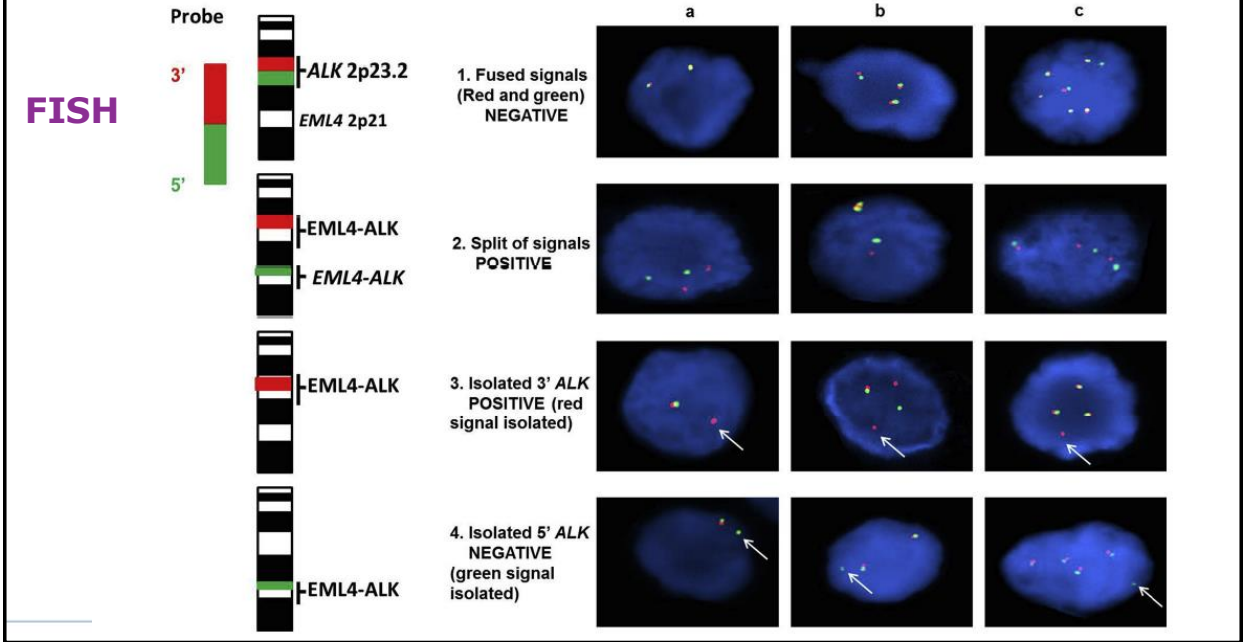 FISH
Probe
3'
5'
ALK 2p23.2
EML4 2p21
EML4-ALK
EML4-ALK
EML4-ALK
EML4-ALK
a
b
c
1. Fused signals
(Red and green)
NEGATIVE
2. Split of signals
POSITIVE
3. Isolated 3' ALK
POSITIVE (red
signal isolated)
4. Isolated 5' ALK
NEGATIVE
(green signal
isolated)